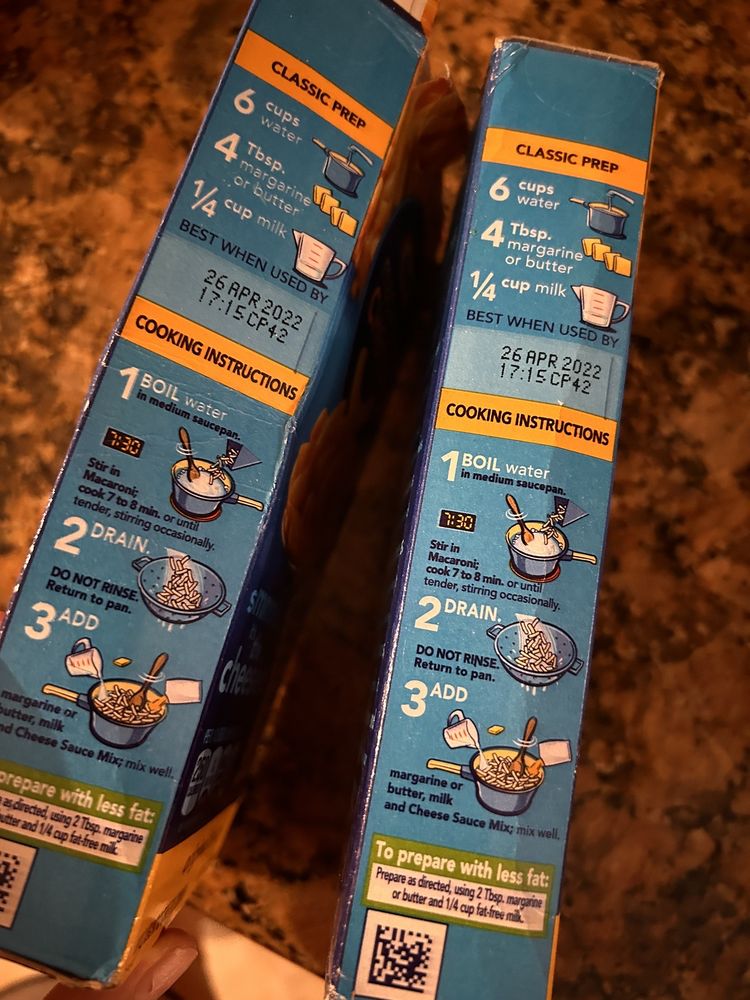 CLASSIC PREP
6 cups
water
4 Tbsp.
margarine
or butter
1/4 cup milk
BEST WHEN USED BY
26 APR 2022
17:15 CP42
COOKING INSTRUCTIONS
1 BOIL water
in medium saucepan.
7:30
Stir in
Macaroni;
cook 7 to 8 min. or until
tender, stirring occasionally.
2 DRAIN.
DO NOT RINSE.
Return to pan.
3 ADD
margarine or
butter, milk
and Cheese Sauce Mix; mix well.
prepare with less fat:
as directed, using 2 Tbsp. margarine
butter and 1/4 cup fat-free milk.
CLASSIC PREP
6 cups
water
4 Tbsp.
margarine
or butter
1/4 cup milk
BEST WHEN USED BY
26 APR 2022
17:15 CP42
COOKING INSTRUCTIONS
1 BOIL water
in medium saucepan.
7:30
Stir in
Macaroni;
cook 7 to 8 min. or until
tender, stirring occasionally.
2 DRAIN.
DO NOT RINSE.
Return to pan.
3 ADD
margarine or
butter, milk
and Cheese Sauce Mix; mix well.
To prepare with less fat:
Prepare as directed, using 2 Tbsp. margarine
or butter and 1/4 cup fat-free milk.